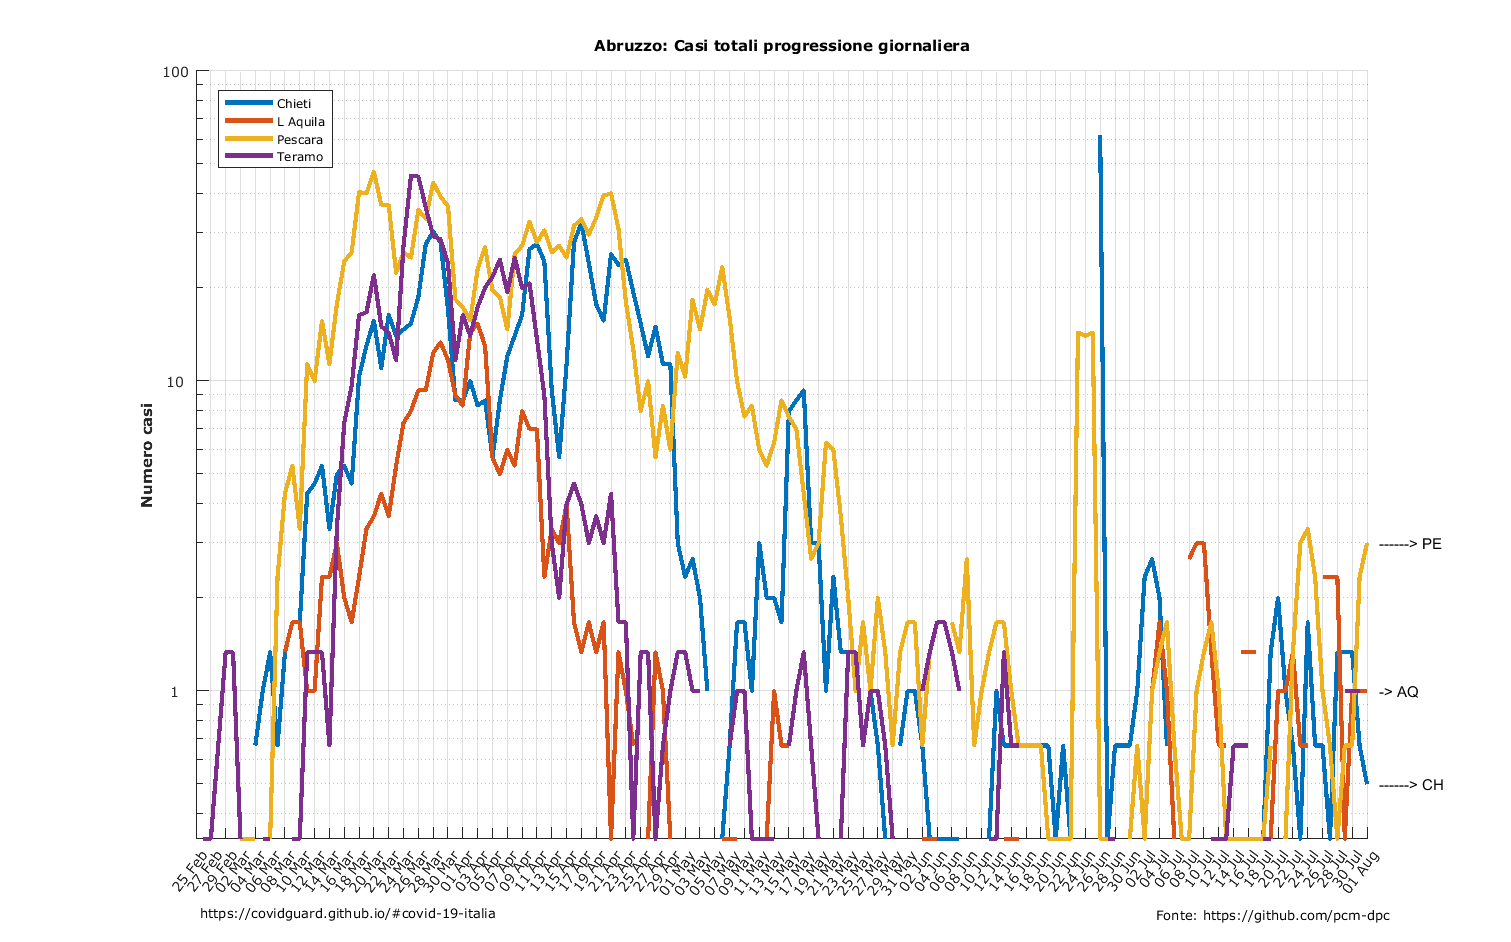 Abruzzo: Casi totali progressione giornaliera
100
Chieti
L Aquila
Pescara
Teramo
10
Numero casi
------> PE
1
-> AQ
------> CH
25 Feb
27 Feb
29 Feb
02 Mar
04 Mar
06 Mar
08 Mar
10 Mar
12 Mar
14 Mar
16 Mar
18 Mar
20 Mar
22 Mar
24 Mar
26 Mar
28 Mar
30 Mar
01 Apr
03 Apr
05 Apr
07 Apr
09 Apr
11 Apr
13 Apr
15 Apr
17 Apr
19 Apr
21 Apr
23 Apr
25 Apr
27 Apr
29 Apr
01 May
03 May
05 May
07 May
09 May
11 May
13 May
15 May
17 May
19 May
21 May
23 May
25 May
27 May
29 May
31 May
02 Jun
04 Jun
06 Jun
08 Jun
10 Jun
12 Jun
14 Jun
16 Jun
18 Jun
20 Jun
22 Jun
24 Jun
26 Jun
28 Jun
30 Jun
02 Jul
04 Jul
06 Jul
08 Jul
10 Jul
12 Jul
14 Jul
16 Jul
18 Jul
20 Jul
22 Jul
24 Jul
26 Jul
28 Jul
30 Jul
01 Aug
https://covidguard.github.io/#covid-19-italia
Fonte: https://github.com/pcm-dpc